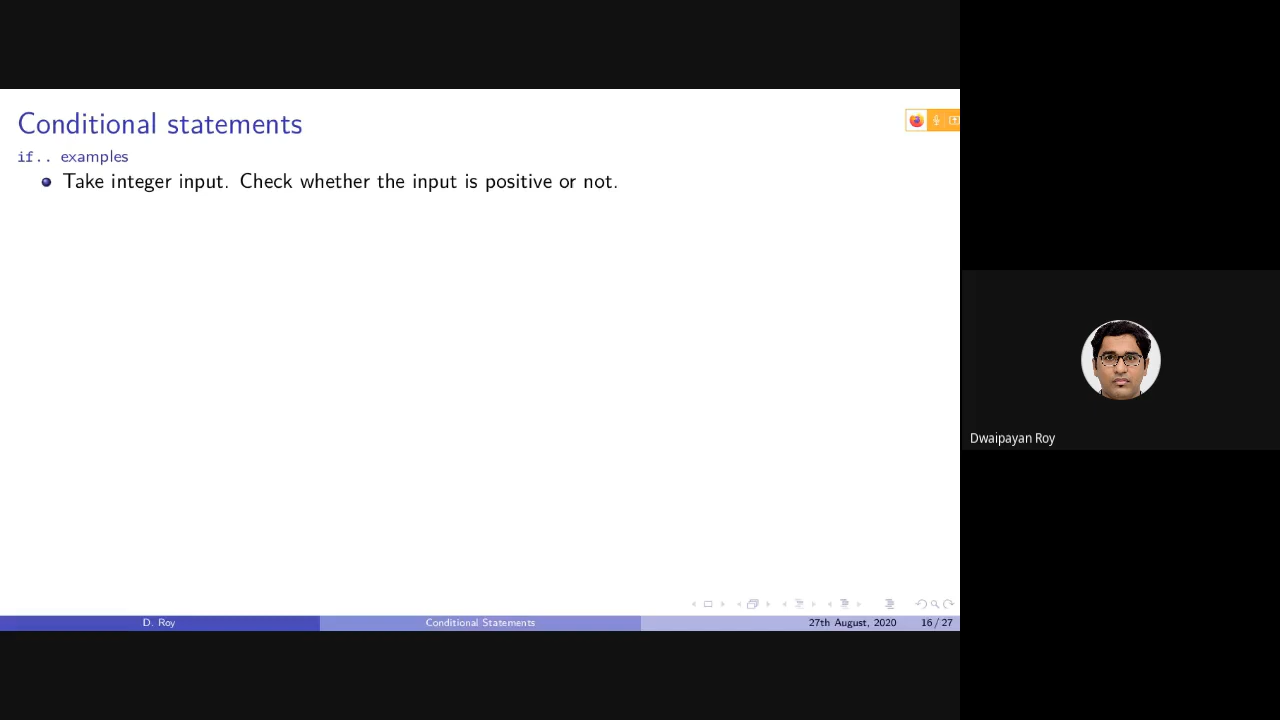 Conditional statements
if.. examples
Take integer input. Check whether the input is positive or not.
Dwaipayan Roy
D. Roy
Conditional Statements
27th August, 2020
16 / 27